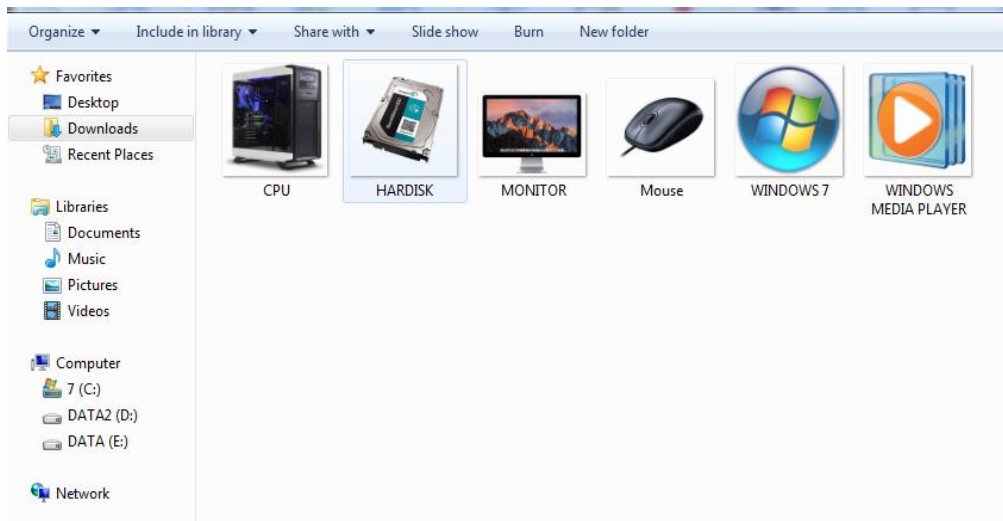 Organize Include in library Share with Slide show Burn New folder
Favorites
Desktop
Downloads
Recent Places
Libraries
Documents
Music
Pictures
Videos
Computer
7 (C:)
DATA2 (D:)
DATA (E:)
Network
CPU HARDISK MONITOR Mouse WINDOWS 7 WINDOWS
MEDIA PLAYER